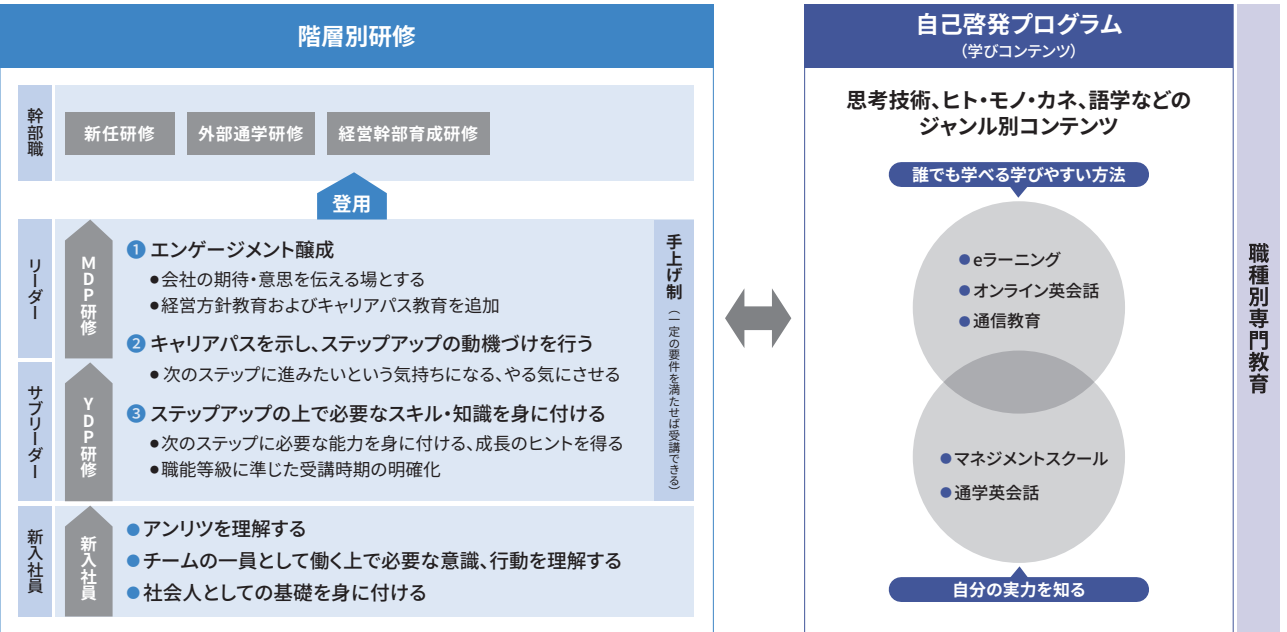 階層別研修
幹部職
新任研修
外部通学研修
経営幹部育成研修
登用
リーダー
MDP研修
❶ エンゲージメント醸成
●会社の期待・意思を伝える場とする
●経営方針教育およびキャリアパス教育を追加
❷ キャリアパスを示し、ステップアップの動機づけを行う
●次のステップに進みたいという気持ちになる、やる気にさせる
サブリーダー
YDP研修
❸ ステップアップの上で必要なスキル・知識を身に付ける
●次のステップに必要な能力を身に付ける、成長のヒントを得る
●職能等級に準じた受講時期の明確化
手上げ制（一定の要件を満たせば受講できる）
新入社員
新入社員
●アンリツを理解する
●チームの一員として働く上で必要な意識、行動を理解する
●社会人としての基礎を身に付ける
自己啓発プログラム
（学びコンテンツ）
思考技術、ヒト・モノ・カネ、語学などの
ジャンル別コンテンツ
誰でも学べる学びやすい方法
●eラーニング
●オンライン英会話
●通信教育
●マネジメントスクール
●通学英会話
自分の実力を知る
職種別専門教育